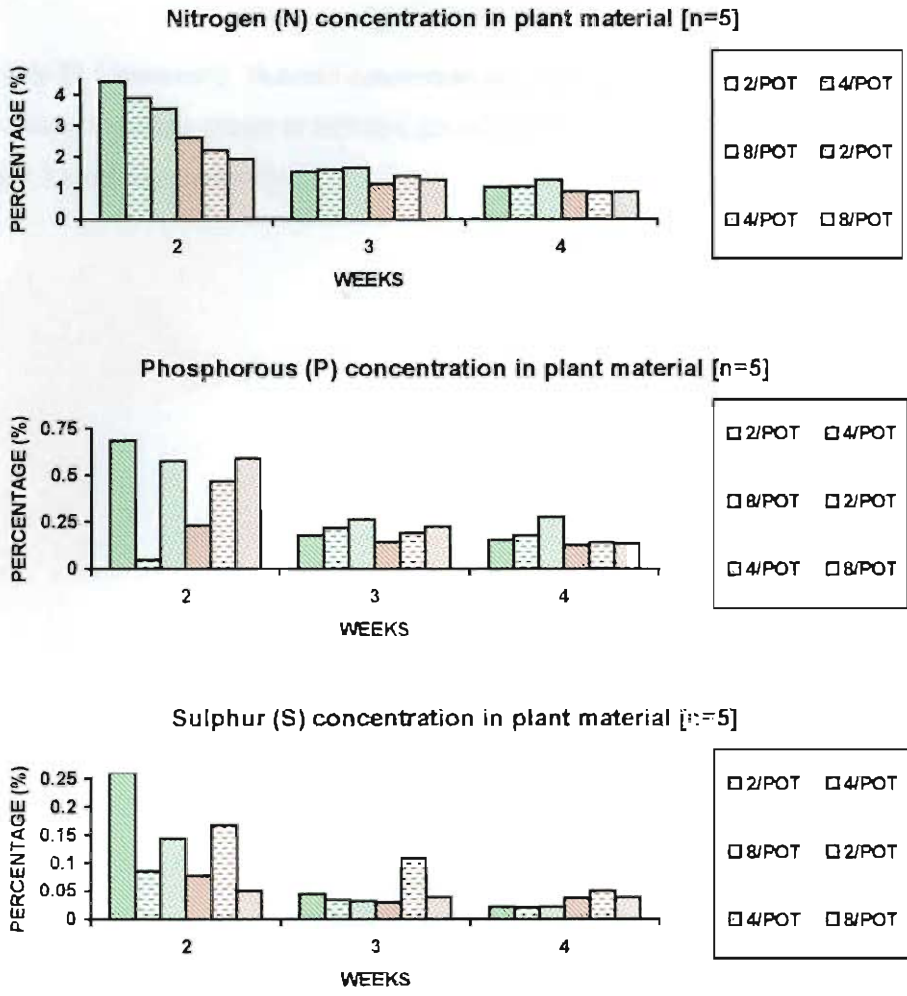 Nitrogen (N) concentration in plant material [n=5]
PERCENTAGE (%)
4
3
2
1
0
2 3 4
WEEKS
2/POT 4/POT
8/POT 2/POT
4/POT 8/POT
Phosphorous (P) concentration in plant material [n=5]
PERCENTAGE (%)
0.75
0.5
0.25
0
2 3 4
WEEKS
2/POT 4/POT
8/POT 2/POT
4/POT 8/POT
Sulphur (S) concentration in plant material [n=5]
PERCENTAGE (%)
0.25
0.2
0.15
0.1
0.05
0
2 3 4
WEEKS
2/POT 4/POT
8/POT 2/POT
4/POT 8/POT